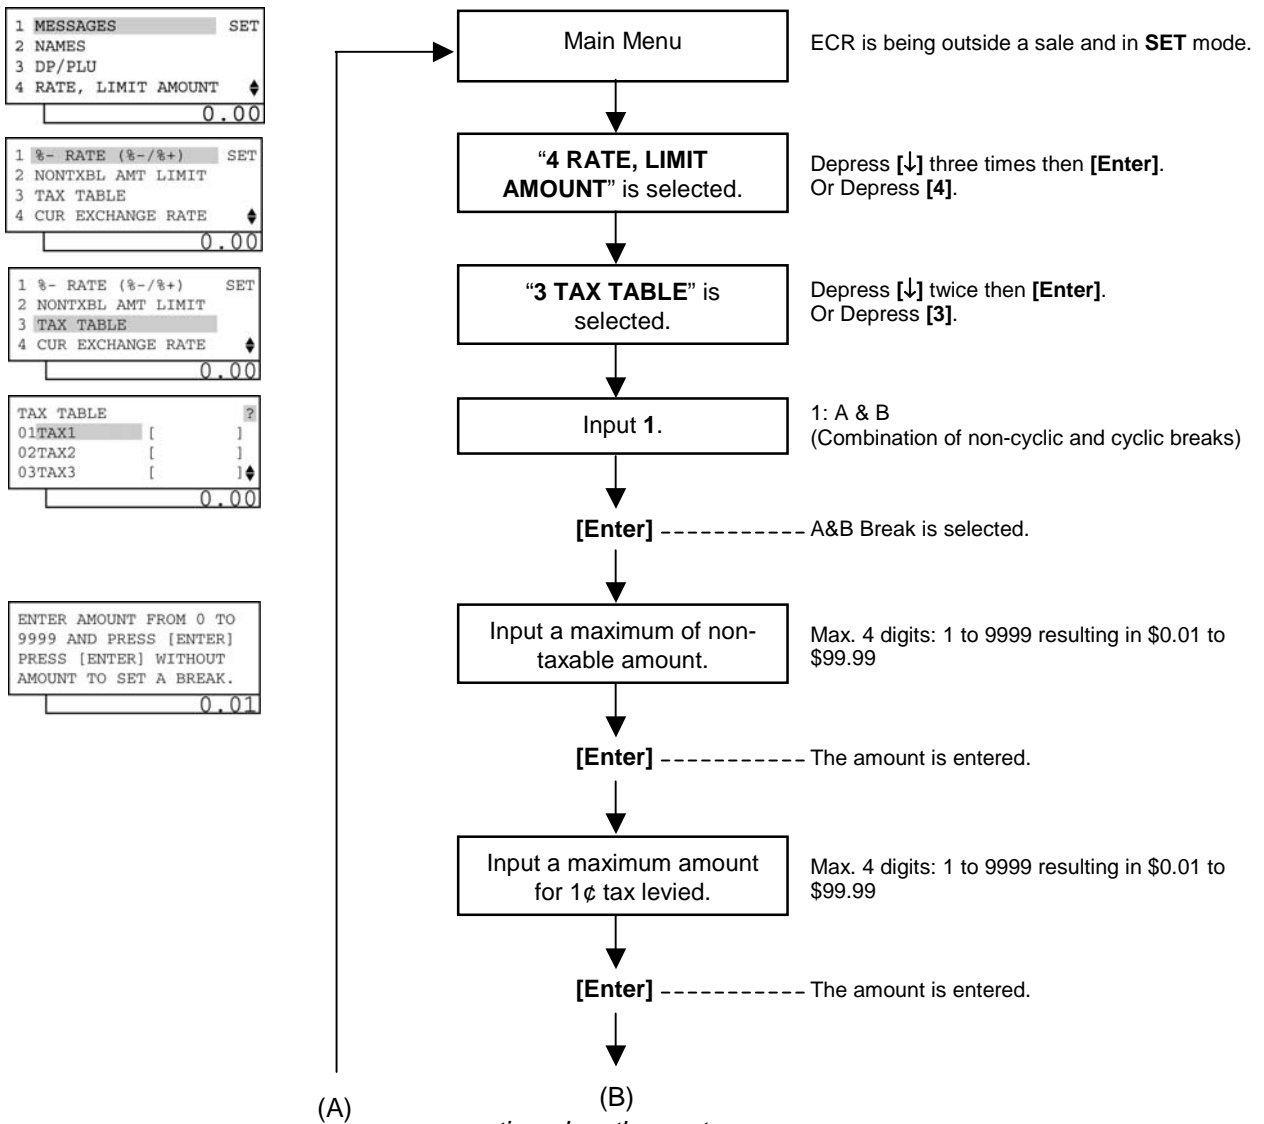 1 MESSAGES SET
2 NAMES
3 DP/PLU
4 RATE, LIMIT AMOUNT
0.00
Main Menu
ECR is being outside a sale and in SET mode.
1 %- RATE (%-/%+) SET
2 NONTXBL AMT LIMIT
3 TAX TABLE
4 CUR EXCHANGE RATE
0.00
“4 RATE, LIMIT
AMOUNT” is selected.
Depress [↓] three times then [Enter].
Or Depress [4].
1 %- RATE (%-/%+) SET
2 NONTXBL AMT LIMIT
3 TAX TABLE
4 CUR EXCHANGE RATE
0.00
“3 TAX TABLE” is
selected.
Depress [↓] twice then [Enter].
Or Depress [3].
TAX TABLE ?
01TAX1 [ ]
02TAX2 [ ]
03TAX3 [ ]
0.00
Input 1.
1: A & B
(Combination of non-cyclic and cyclic breaks)
[Enter]
A&B Break is selected.
ENTER AMOUNT FROM 0 TO
9999 AND PRESS [ENTER]
PRESS [ENTER] WITHOUT
AMOUNT TO SET A BREAK.
0.01
Input a maximum of non-
taxable amount.
Max. 4 digits: 1 to 9999 resulting in $0.01 to
$99.99
[Enter]
The amount is entered.
Input a maximum amount
for 1¢ tax levied.
Max. 4 digits: 1 to 9999 resulting in $0.01 to
$99.99
[Enter]
The amount is entered.
(A)
(B)